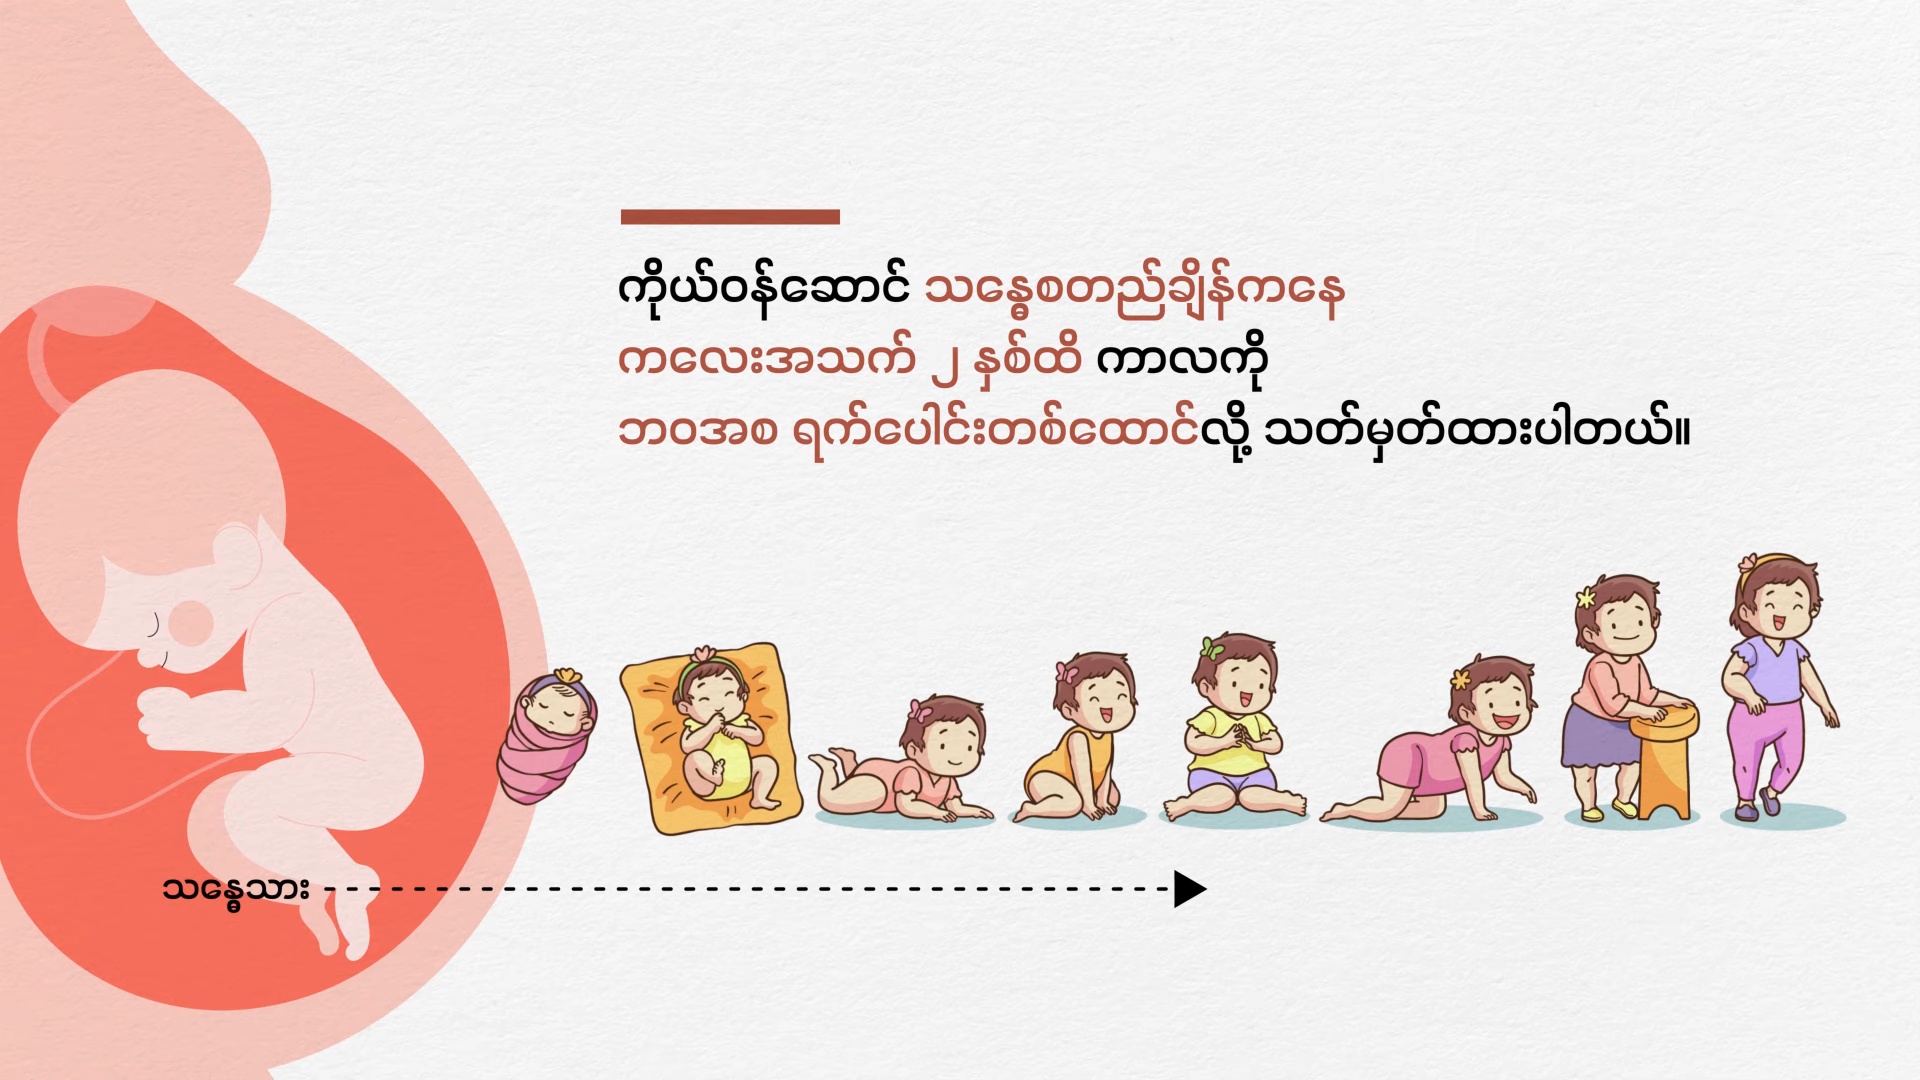 ကိုယ်ဝန်ဆောင် သန္ဓေစတည်ချိန်ကနေ
ကလေးအသက် ၂ နှစ်ထိ ကာလကို
ဘဝအစ ရက်ပေါင်းတစ်ထောင်လို့ သတ်မှတ်ထားပါတယ်။
သန္ဓေသား